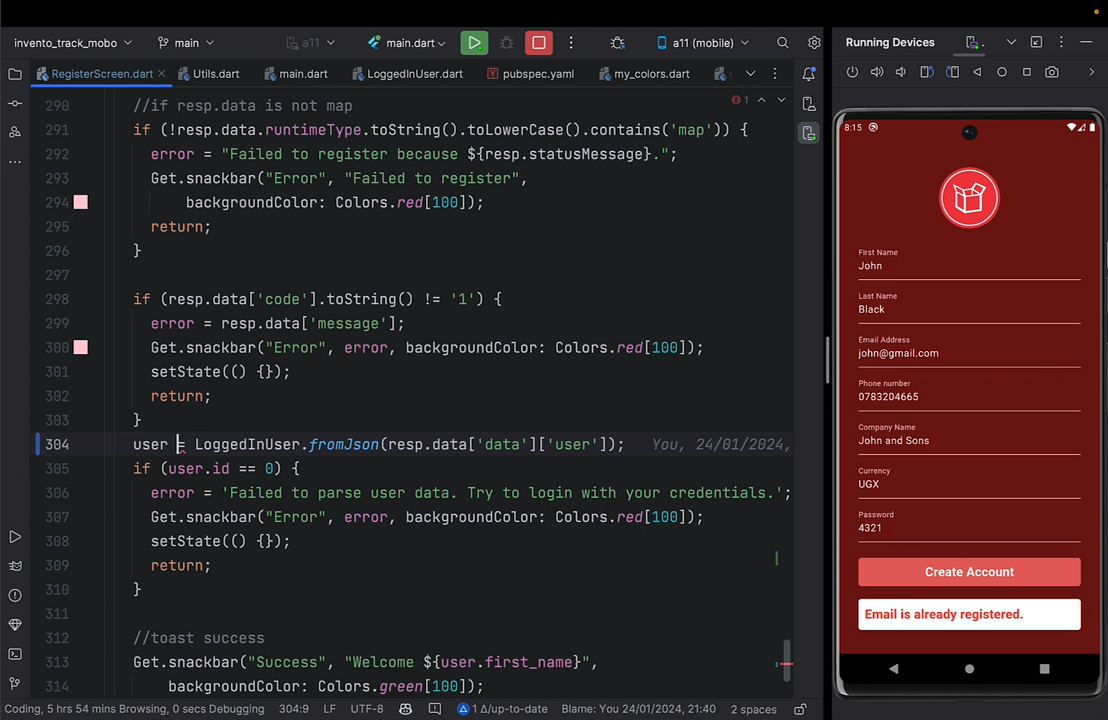 invento_track_mobo main a11 main.dart a11 (mobile) Running Devices
RegisterScreen.dart Utils.dart main.dart LoggedInUser.dart pubspec.yaml my_colors.dart
290 //if resp.data is not map 1
291 if (!resp.data.runtimeType.toString().toLowerCase().contains('map')) {
292 error = "Failed to register because ${resp.statusMessage}.";
293 Get.snackbar("Error", "Failed to register",
294 backgroundColor: Colors.red[100]);
295 return;
296 }
297
298 if (resp.data['code'].toString() != '1') {
299 error = resp.data['message'];
300 Get.snackbar("Error", error, backgroundColor: Colors.red[100]);
301 setState(() {});
302 return;
303 }
304 user = LoggedInUser.fromJson(resp.data['data']['user']); You, 24/01/2024,
305 if (user.id == 0) {
306 error = 'Failed to parse user data. Try to login with your credentials.';
307 Get.snackbar("Error", error, backgroundColor: Colors.red[100]);
308 setState(() {});
309 return;
310 }
311
312 //toast success
313 Get.snackbar("Success", "Welcome ${user.first_name}",
314 backgroundColor: Colors.green[100]);
Coding, 5 hrs 54 mins Browsing, 0 secs Debugging 304:9 LF UTF-8 1 Δ/up-to-date Blame: You 24/01/2024, 21:40 2 spaces
8:15
First Name
John
Last Name
Black
Email Address
john@gmail.com
Phone number
0783204665
Company Name
John and Sons
Currency
UGX
Password
4321
Create Account
Email is already registered.